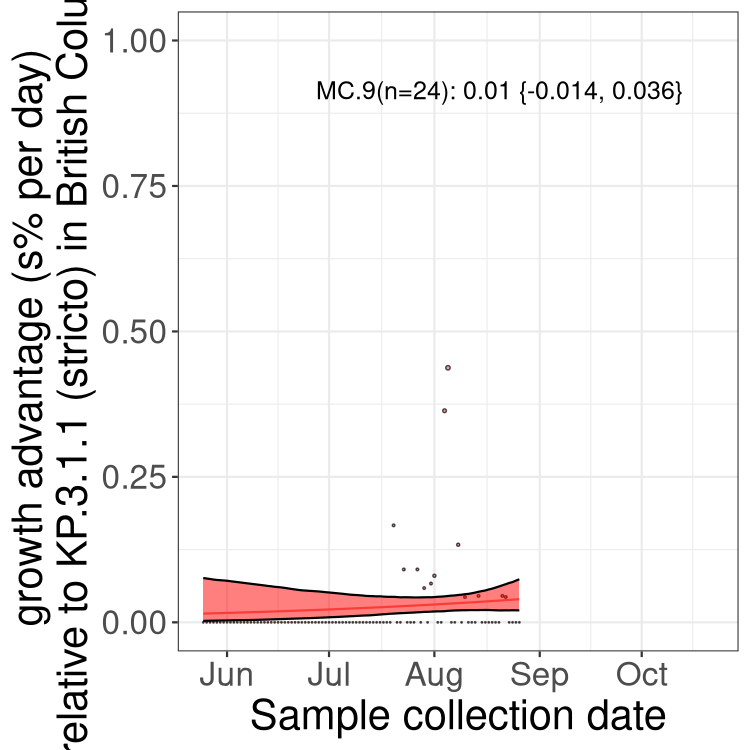 growth advantage (s% per day)
relative to KP.3.1.1 (stricto) in British Colu
1.00
0.75
0.50
0.25
0.00
MC.9(n=24): 0.01 {-0.014, 0.036}
Jun Jul Aug Sep Oct
Sample collection date